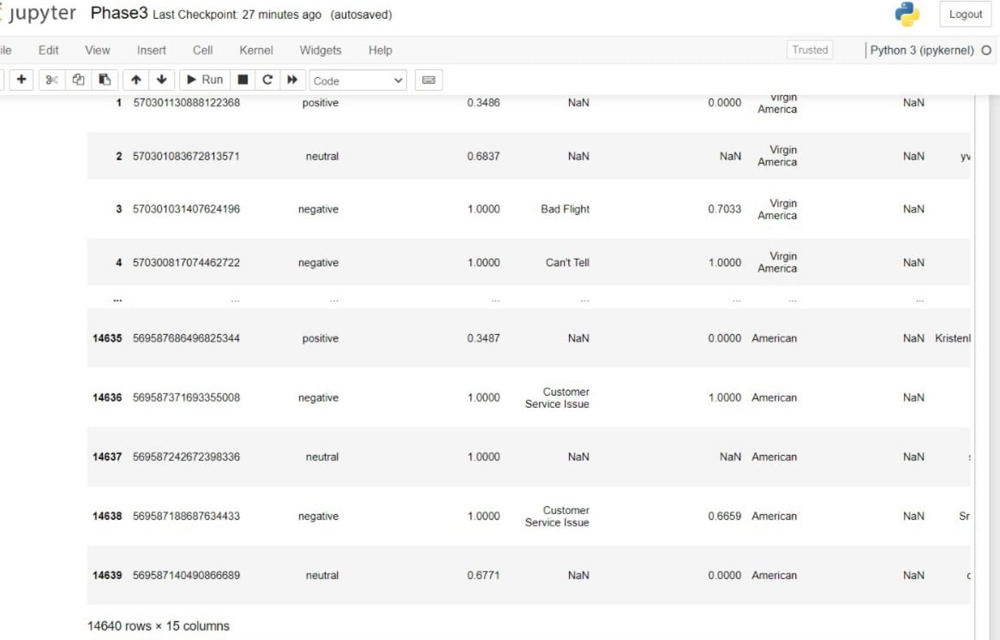 jupyter Phase3 Last Checkpoint: 27 minutes ago (autosaved)
Logout
Edit View Insert Cell Kernel Widgets Help
Trusted
Python 3 (ipykernel)
Run Code
1 570301130888122368 positive 0.3486 NaN 0.0000 Virgin America NaN
2 570301083672813571 neutral 0.6837 NaN NaN Virgin America NaN yv
3 570301031407624196 negative 1.0000 Bad Flight 0.7033 Virgin America NaN
4 570300817074462722 negative 1.0000 Can't Tell 1.0000 Virgin America NaN
... ... ... ... ... ... ... ...
14635 569587686496825344 positive 0.3487 NaN 0.0000 American NaN Kristenl
14636 569587371693355008 negative 1.0000 Customer Service Issue 1.0000 American NaN
14637 569587242672398336 neutral 1.0000 NaN NaN American NaN
14638 569587188687634433 negative 1.0000 Customer Service Issue 0.6659 American NaN Sr
14639 569587140490866689 neutral 0.6771 NaN 0.0000 American NaN
14640 rows × 15 columns